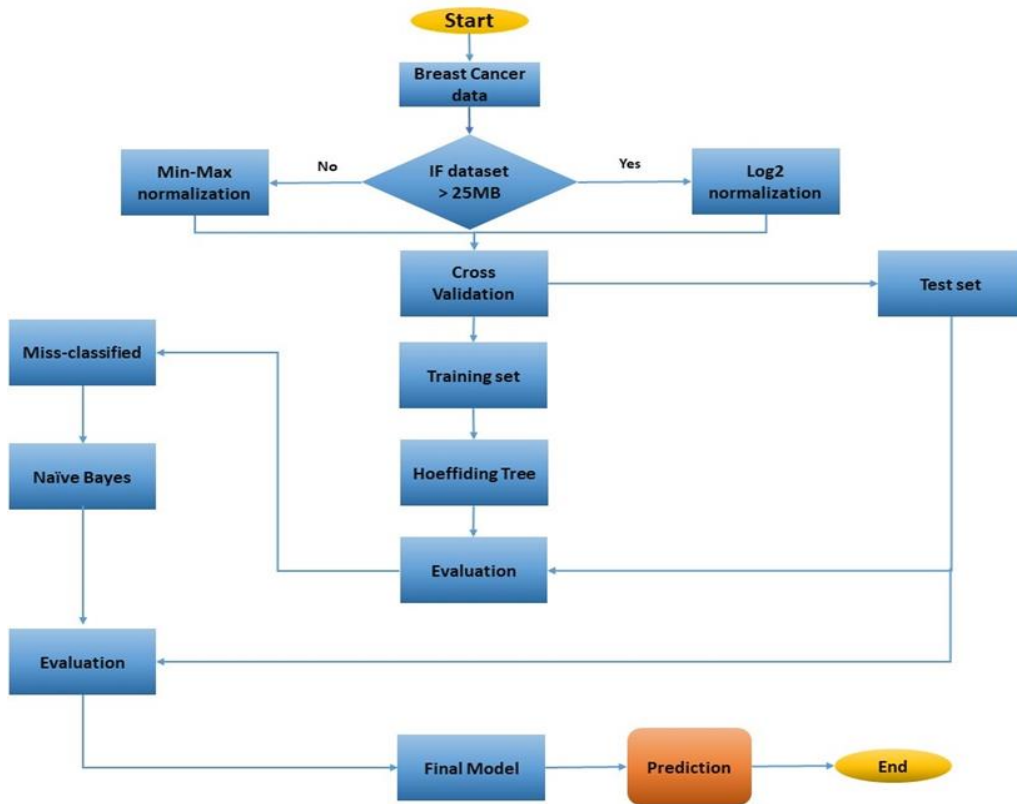 Start
Breast Cancer
data
No
IF dataset
> 25MB
Yes
Min-Max
normalization
Log2
normalization
Cross
Validation
Test set
Miss-classified
Training set
Naïve Bayes
Hoeffiding Tree
Evaluation
Evaluation
Final Model
Prediction
End